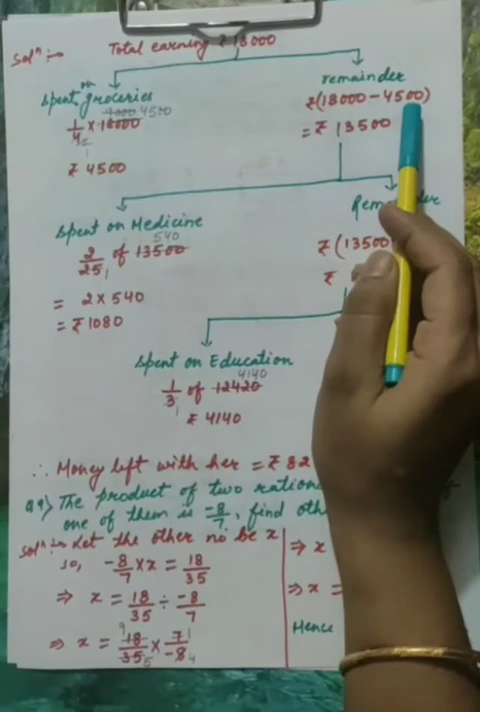 Solⁿ :-
Total earning ₹ 18000
Spent on groceries
1/4 × 18000 4500
₹ 4500
remainder
₹(18000 - 4500)
= ₹ 13500
Spent on Medicine
2/25 of 13500 540
= 2 × 540
= ₹ 1080
₹ (13500
₹
Spent on Education
1/3 of 12420 4140
₹ 4140
∴ Money left with her = ₹ 82
The product of two
one of them is -8/7, find
Solⁿ :- Let the other no be x
so, -8/7 × x = 18/35
⇒ x = 18/35 ÷ -8/7
⇒ x = 18/35 × 7/-8
⇒ x
⇒ x =
Hence